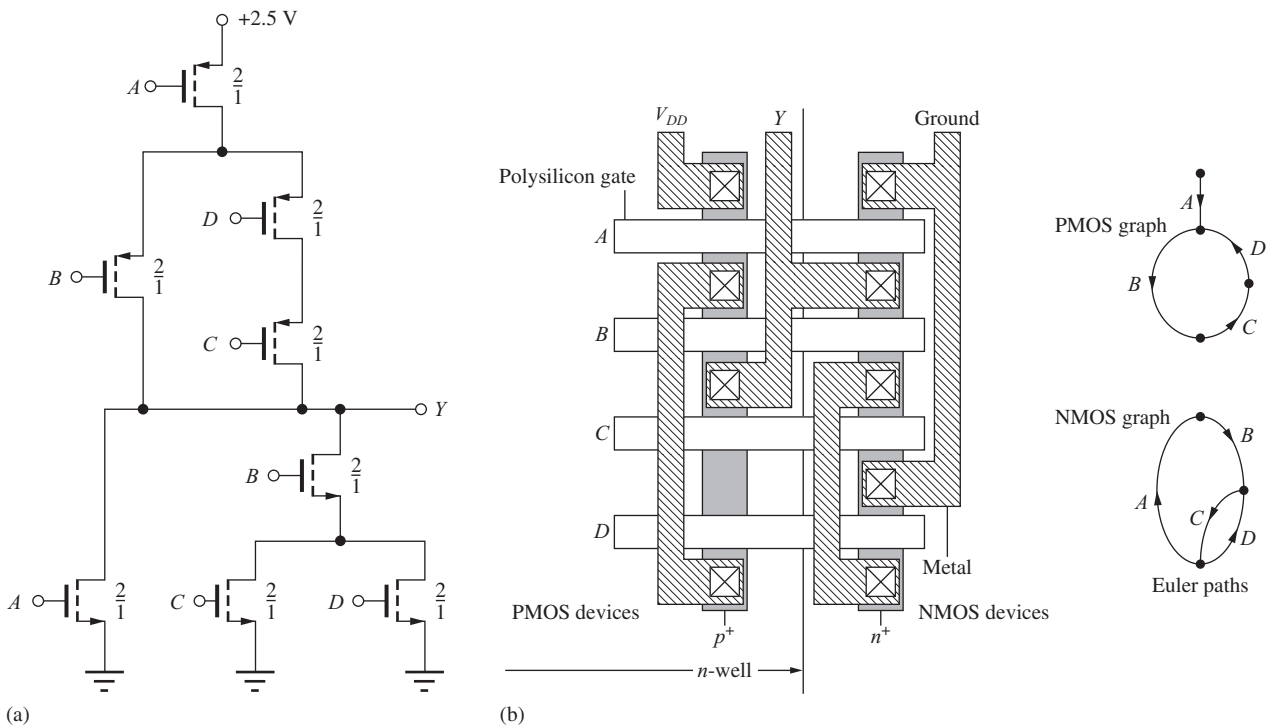 +2.5 V
A
2
1
D
2
1
B
2
1
C
2
1
Y
B
2
1
A
2
1
C
2
1
D
2
1
(a)
V_DD
Y
Ground
Polysilicon gate
A
B
C
D
Metal
PMOS devices
NMOS devices
p⁺
n⁺
n-well
(b)
A
PMOS graph
D
B
C
NMOS graph
B
A
C
D
Euler paths